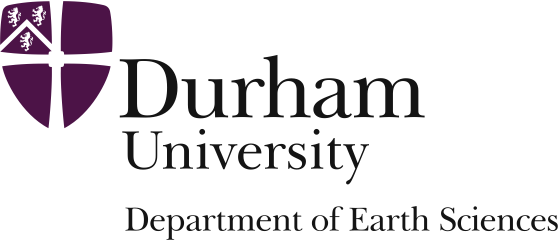 Durham
University
Department of Earth Sciences